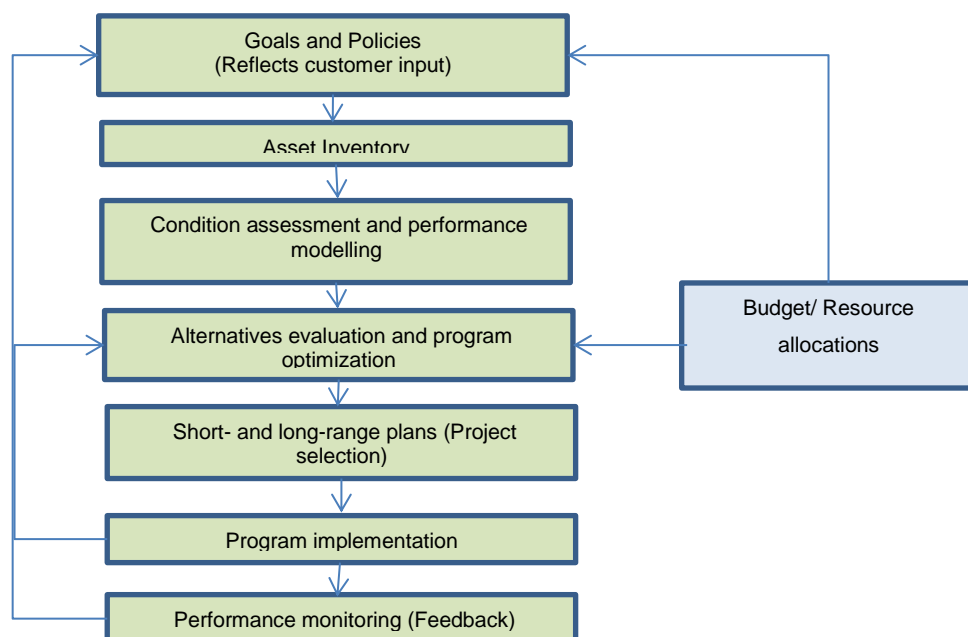 Goals and Policies
(Reflects customer input)
Asset Inventory
Condition assessment and performance
modelling
Alternatives evaluation and program
optimization
Budget/ Resource
allocations
Short- and long-range plans (Project
selection)
Program implementation
Performance monitoring (Feedback)